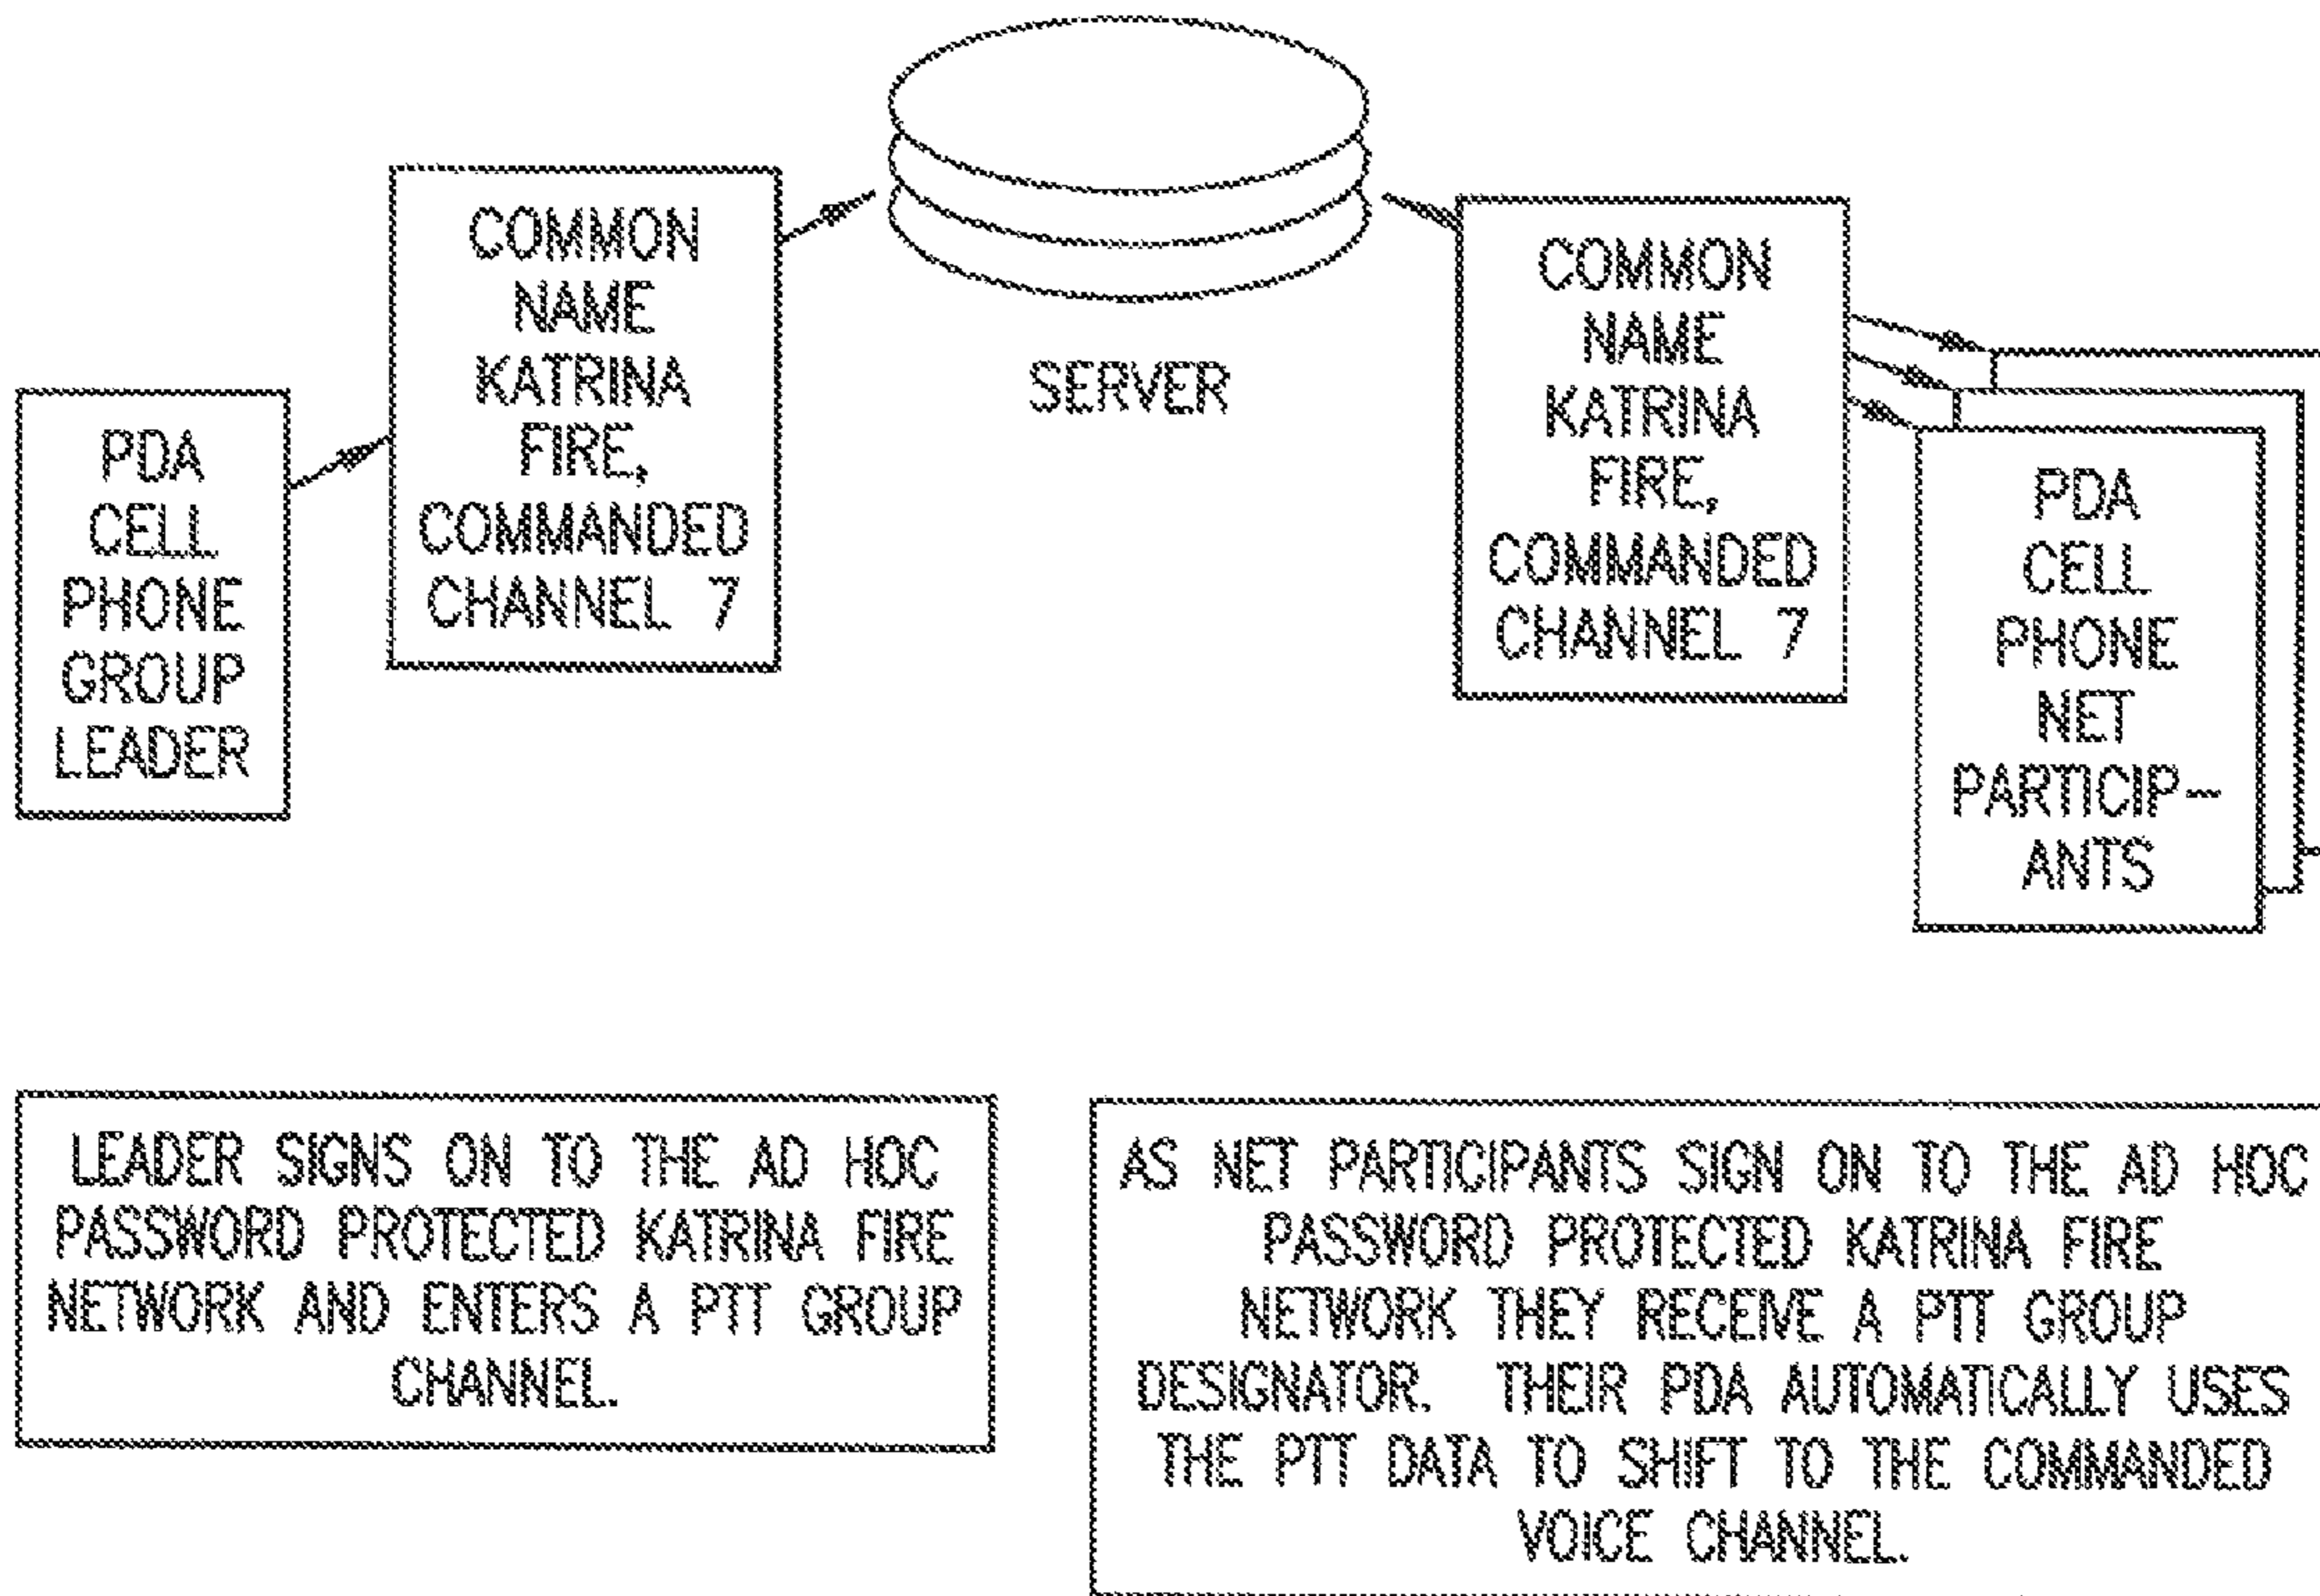 PDA
CELL
PHONE
GROUP
LEADER
COMMON
NAME
KATRINA
FIRE,
COMMANDED
CHANNEL 7
SERVER
COMMON
NAME
KATRINA
FIRE,
COMMANDED
CHANNEL 7
PDA
CELL
PHONE
NET
PARTICIP-
ANTS
LEADER SIGNS ON TO THE AD HOC
PASSWORD PROTECTED KATRINA FIRE
NETWORK AND ENTERS A PTT GROUP
CHANNEL.
AS NET PARTICIPANTS SIGN ON TO THE AD HOC
PASSWORD PROTECTED KATRINA FIRE
NETWORK THEY RECEIVE A PTT GROUP
DESIGNATOR. THEIR PDA AUTOMATICALLY USES
THE PTT DATA TO SHIFT TO THE COMMANDED
VOICE CHANNEL.